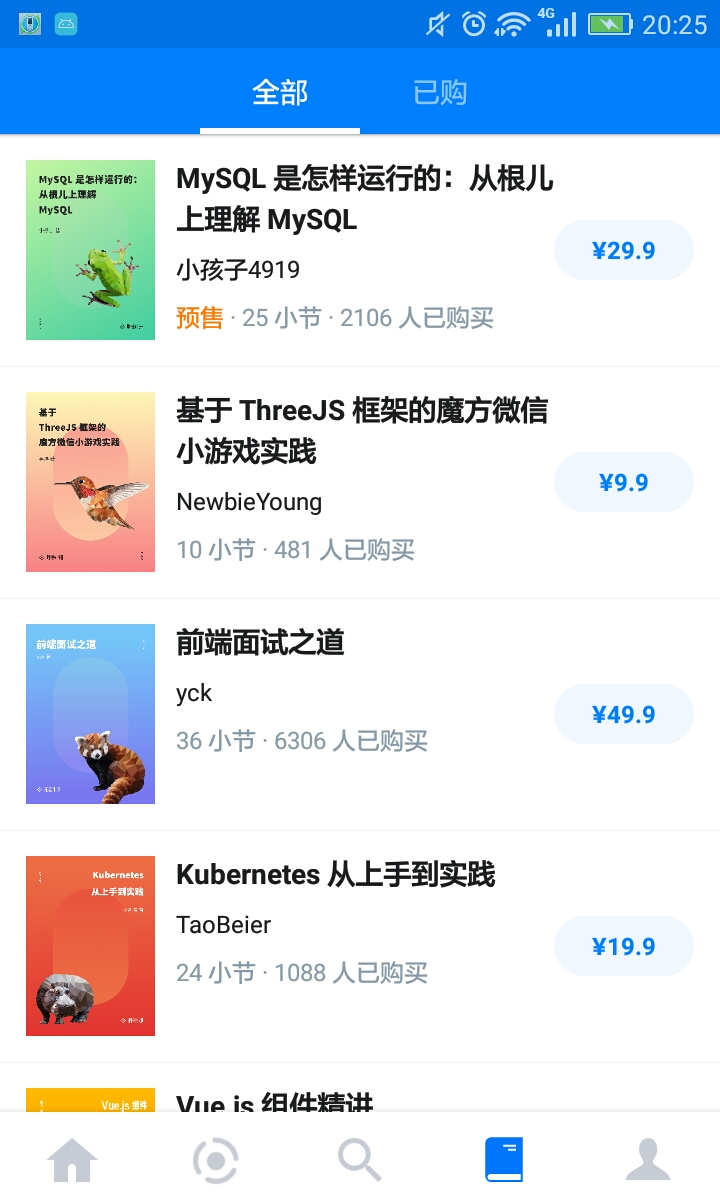 4G 20:25
全部 已购
MySQL 是怎样运行的:
从根儿上理解
MySQL
MySQL 是怎样运行的：从根儿
上理解 MySQL
小孩子4919
预售 · 25 小节 · 2106 人已购买
¥29.9
基于
ThreeJS 框架的
魔方微信小游戏实践
基于 ThreeJS 框架的魔方微信
小游戏实践
NewbieYoung
10 小节 · 481 人已购买
¥9.9
前端面试之道
前端面试之道
yck
36 小节 · 6306 人已购买
¥49.9
Kubernetes
从上手到实践
Kubernetes 从上手到实践
TaoBeier
24 小节 · 1088 人已购买
¥19.9
Vue.js 组件
Vue.js 组件精讲